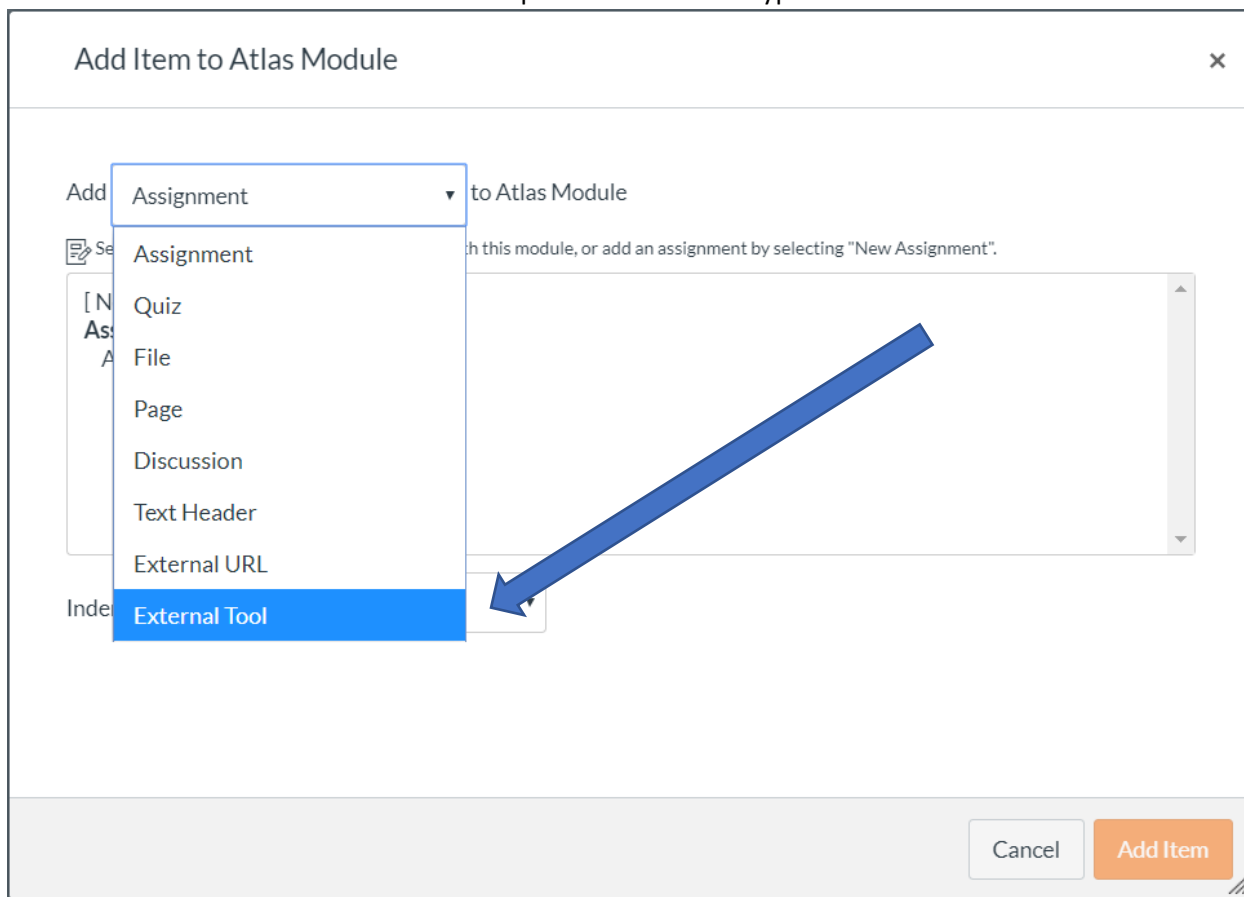 Add Item to Atlas Module ×
Add Assignment ▼ to Atlas Module
Assignment
this module, or add an assignment by selecting "New Assignment".
Quiz
File
Page
Discussion
Text Header
External URL
External Tool
Cancel Add Item